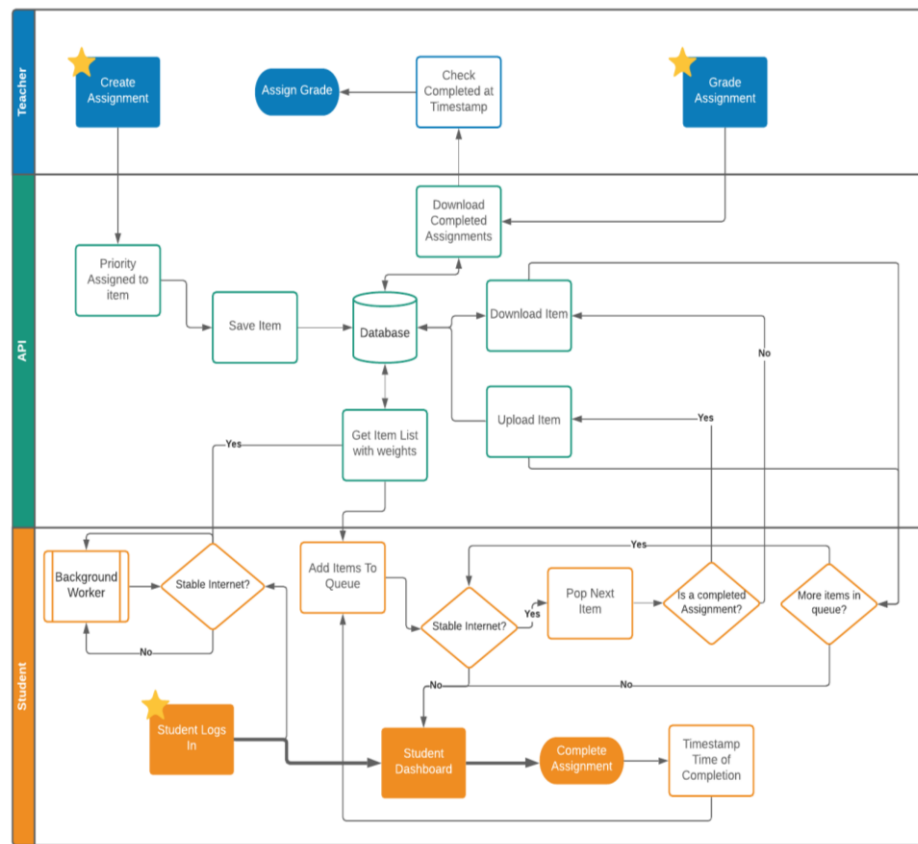 Teacher
Create
Assignment
Assign Grade
Check
Completed at
Timestamp
Grade
Assignment
API
Download
Completed
Assignments
Priority
Assigned to
item
Save Item
Database
Download Item
No
Upload Item
Yes
Get Item List
with weights
Yes
Student
Background
Worker
Stable Internet?
No
Add Items To
Queue
Stable Internet?
Yes
Pop Next
Item
Is a completed
Assignment?
More items in
queue?
Yes
No
No
Student Logs
In
Student
Dashboard
Complete
Assignment
Timestamp
Time of
Completion